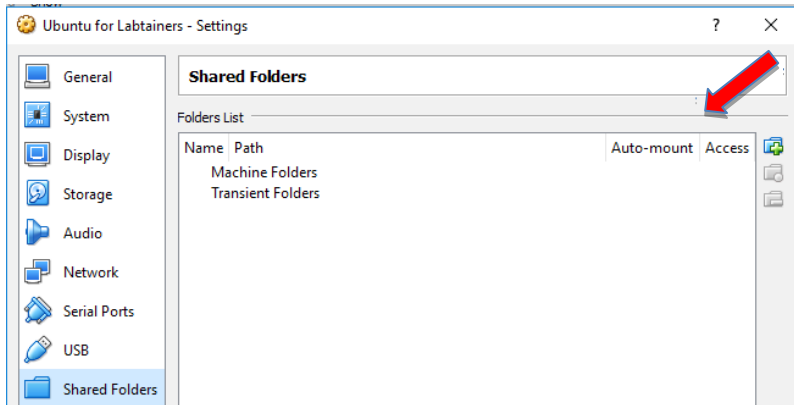 Ubuntu for Labtainers - Settings ? ×
General
System
Display
Storage
Audio
Network
Serial Ports
USB
Shared Folders
Shared Folders
Folders List
Name Path Auto-mount Access
Machine Folders
Transient Folders